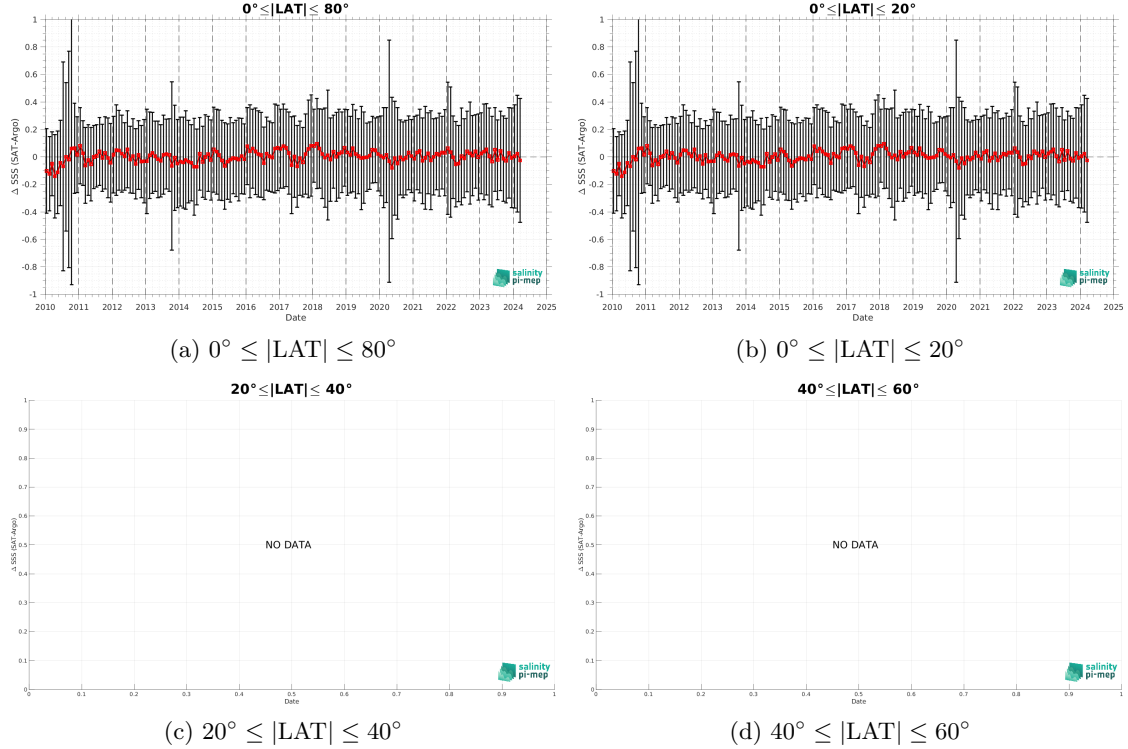 0°≤|LAT|≤ 80°
1
0.8
0.6
0.4
0.2
0
-0.2
-0.4
-0.6
-0.8
-1
Δ SSS (SAT-Argo)
2010 2011 2012 2013 2014 2015 2016 2017 2018 2019 2020 2021 2022 2023 2024 2025
Date
salinity
pi-mep
(a) 0° ≤ |LAT| ≤ 80°
0°≤|LAT|≤ 20°
1
0.8
0.6
0.4
0.2
0
-0.2
-0.4
-0.6
-0.8
-1
Δ SSS (SAT-Argo)
2010 2011 2012 2013 2014 2015 2016 2017 2018 2019 2020 2021 2022 2023 2024 2025
Date
salinity
pi-mep
(b) 0° ≤ |LAT| ≤ 20°
20°≤|LAT|≤ 40°
1
0.9
0.8
0.7
0.6
0.5
0.4
0.3
0.2
0.1
0
Δ SSS (SAT-Argo)
NO DATA
0 0.1 0.2 0.3 0.4 0.5 0.6 0.7 0.8 0.9 1
Date
salinity
pi-mep
(c) 20° ≤ |LAT| ≤ 40°
40°≤|LAT|≤ 60°
1
0.9
0.8
0.7
0.6
0.5
0.4
0.3
0.2
0.1
0
Δ SSS (SAT-Argo)
NO DATA
0 0.1 0.2 0.3 0.4 0.5 0.6 0.7 0.8 0.9 1
Date
salinity
pi-mep
(d) 40° ≤ |LAT| ≤ 60°